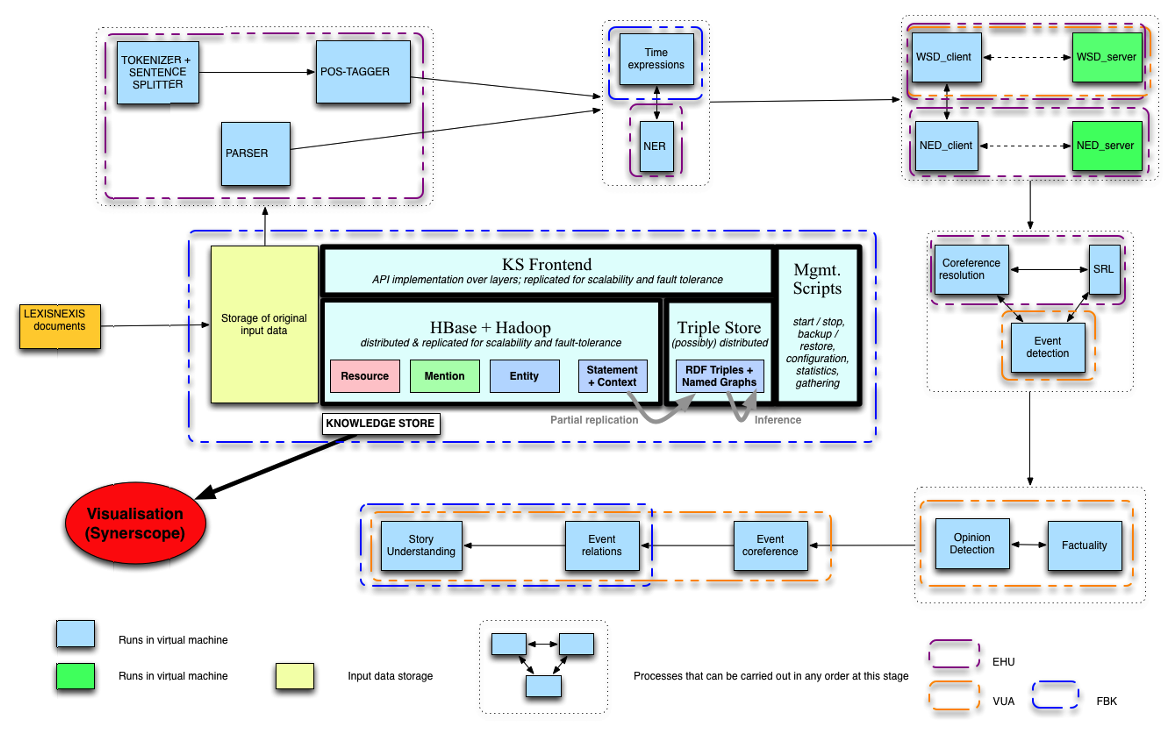 TOKENIZER +
SENTENCE
SPLITTER
POS-TAGGER
PARSER
Time
expressions
NER
WSD_client
WSD_server
NED_client
NED_server
Coreference
resolution
SRL
Event
detection
LEXISNEXIS
documents
Storage of original
input data
KS Frontend
API implementation over layers; replicated for scalability and fault tolerance
HBase + Hadoop
distributed & replicated for scalability and fault-tolerance
Resource
Mention
Entity
Statement
+ Context
Triple Store
(possibly) distributed
RDF Triples +
Named Graphs
Mgmt.
Scripts
start / stop,
backup /
restore,
configuration,
statistics,
gathering
Partial replication
Inference
KNOWLEDGE STORE
Visualisation
(Synerscope)
Story
Understanding
Event
relations
Event
coreference
Opinion
Detection
Factuality
Runs in virtual machine
Runs in virtual machine
Input data storage
Processes that can be carried out in any order at this stage
EHU
VUA
FBK